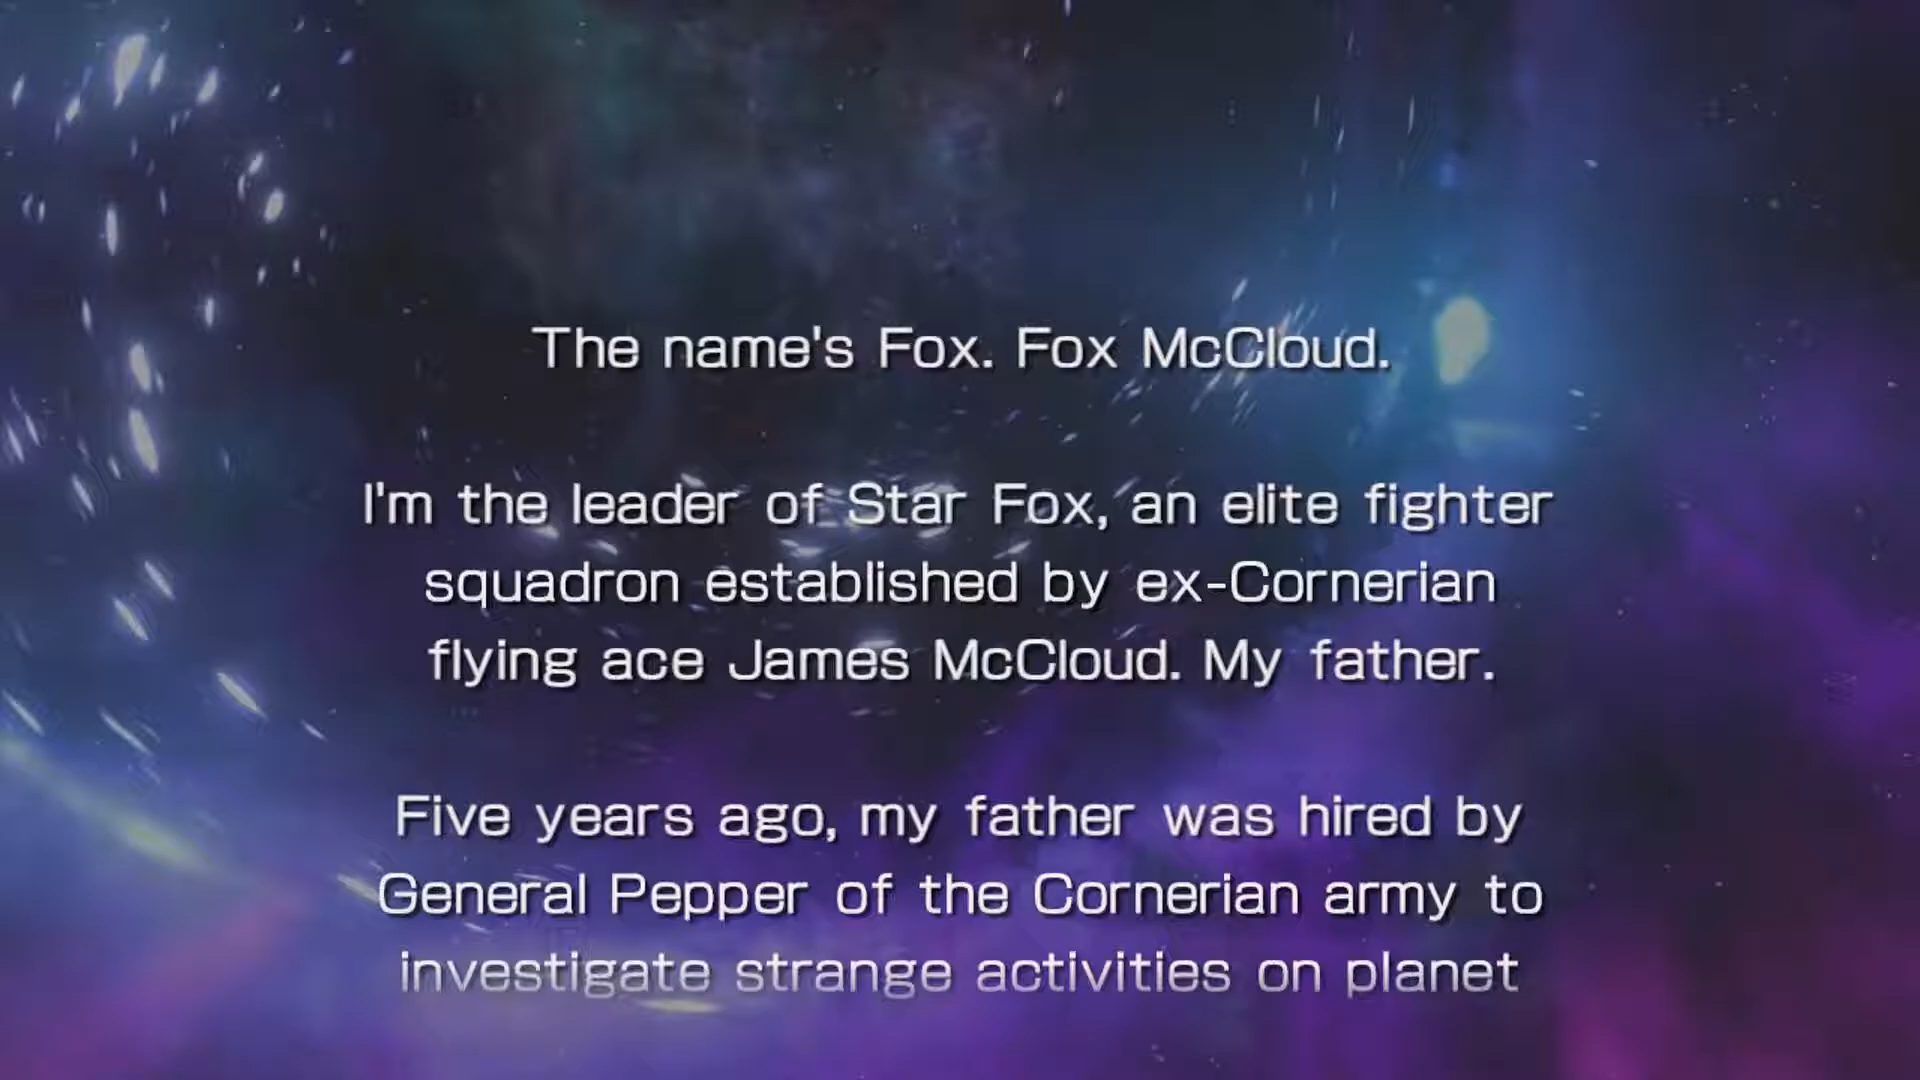 The name's Fox. Fox McCloud.
I'm the leader of Star Fox, an elite fighter
squadron established by ex-Cornerian
flying ace James McCloud. My father.
Five years ago, my father was hired by
General Pepper of the Cornerian army to
investigate strange activities on planet